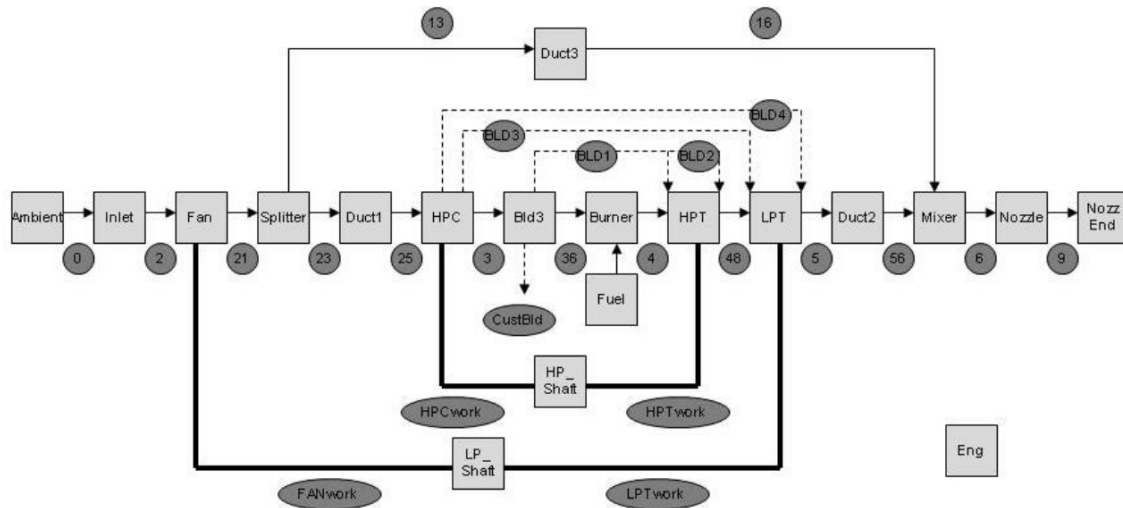 13
16
Duct3
BLD4
BLD3
BLD1
BLD2
Ambient
Inlet
Fan
Splitter
Duct1
HPC
Bld3
Burner
HPT
LPT
Duct2
Mixer
Nozzle
Nozz
End
0
2
21
23
25
3
36
4
48
5
56
6
9
Fuel
CustBld
HP_
Shaft
HPCwork
HPTwork
LP_
Shaft
Eng
FANwork
LPTwork